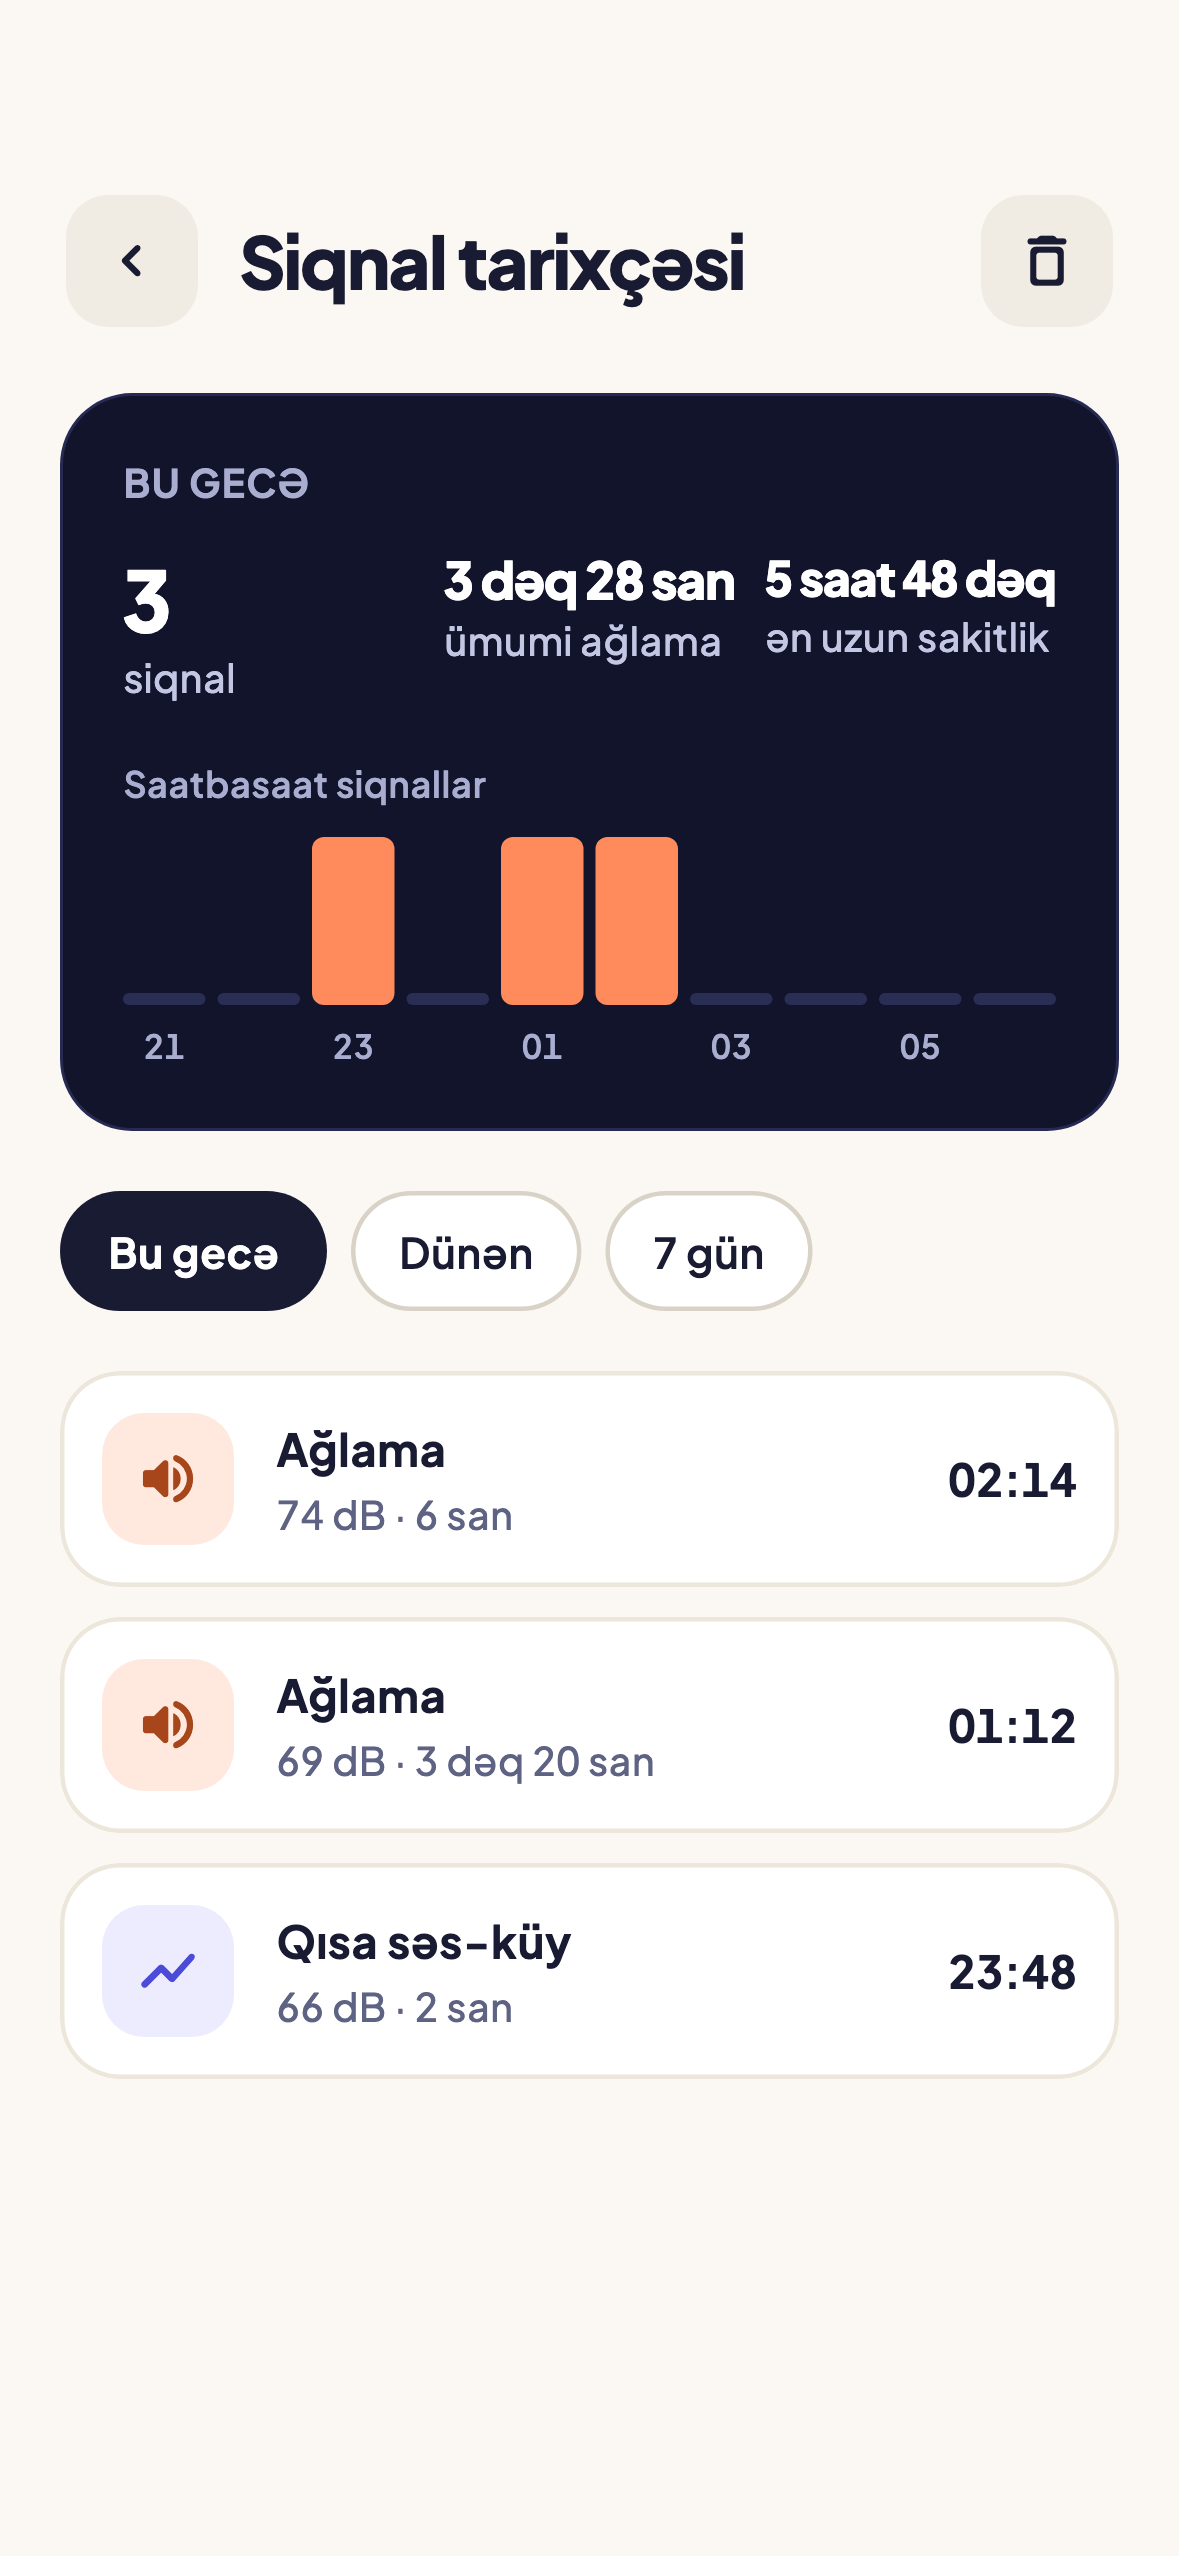 Siqnal tarixçəsi
BU GECƏ
3
siqnal
3 dəq 28 san
ümumi ağlama
5 saat 48 dəq
ən uzun sakitlik
Saatbasaat siqnallar
21 23 01 03 05
Bu gecə Dünən 7 gün
Ağlama
74 dB · 6 san
02:14
Ağlama
69 dB · 3 dəq 20 san
01:12
Qısa səs-küy
66 dB · 2 san
23:48